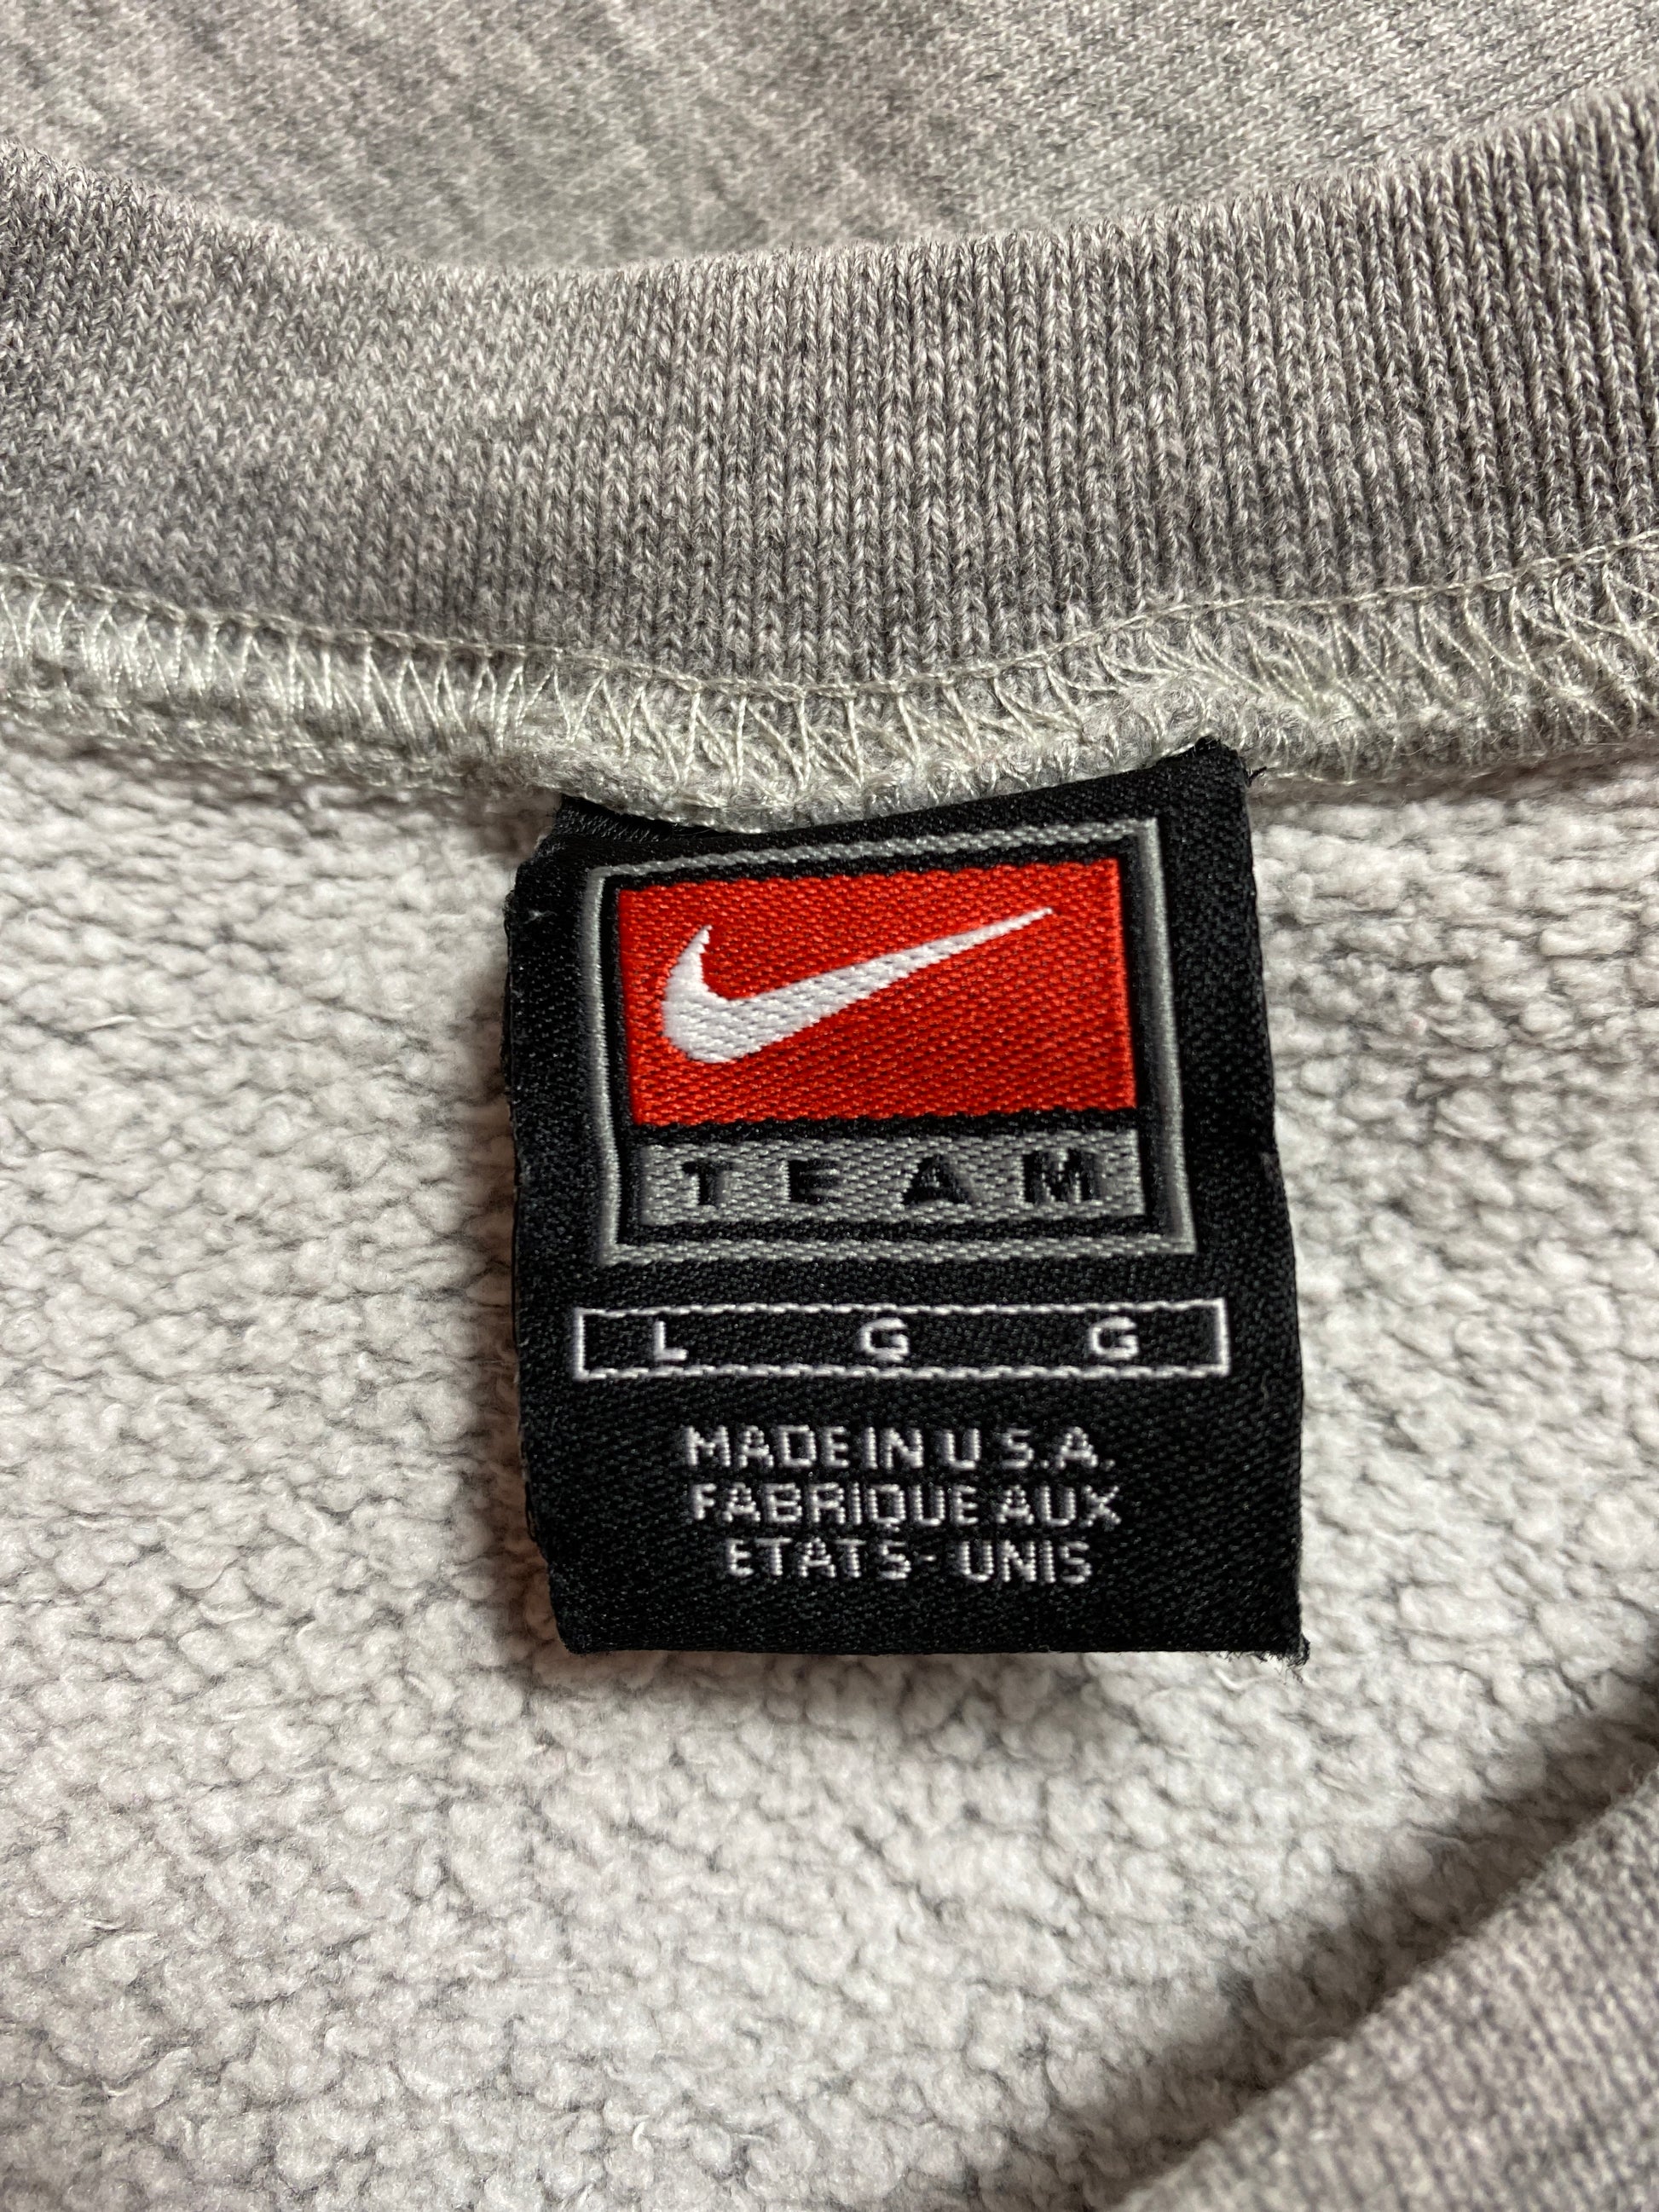 TEAM
L G G
MADE IN U.S.A.
FABRIQUE AUX
ETATS-UNIS